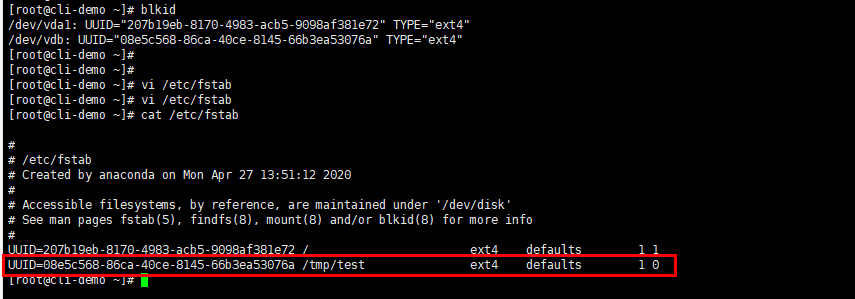 [root@cli-demo ~]# blkid
/dev/vda1: UUID="207b19eb-8170-4983-acb5-9098af381e72" TYPE="ext4"
/dev/vdb: UUID="08e5c568-86ca-40ce-8145-66b3ea53076a" TYPE="ext4"
[root@cli-demo ~]#
[root@cli-demo ~]#
[root@cli-demo ~]# vi /etc/fstab
[root@cli-demo ~]# vi /etc/fstab
[root@cli-demo ~]# cat /etc/fstab
#
# /etc/fstab
# Created by anaconda on Mon Apr 27 13:51:12 2020
#
# Accessible filesystems, by reference, are maintained under '/dev/disk'
# See man pages fstab(5), findfs(8), mount(8) and/or blkid(8) for more info
#
UUID=207b19eb-8170-4983-acb5-9098af381e72 / ext4 defaults 1 1
UUID=08e5c568-86ca-40ce-8145-66b3ea53076a /tmp/test ext4 defaults 1 0
[root@cli-demo ~]#